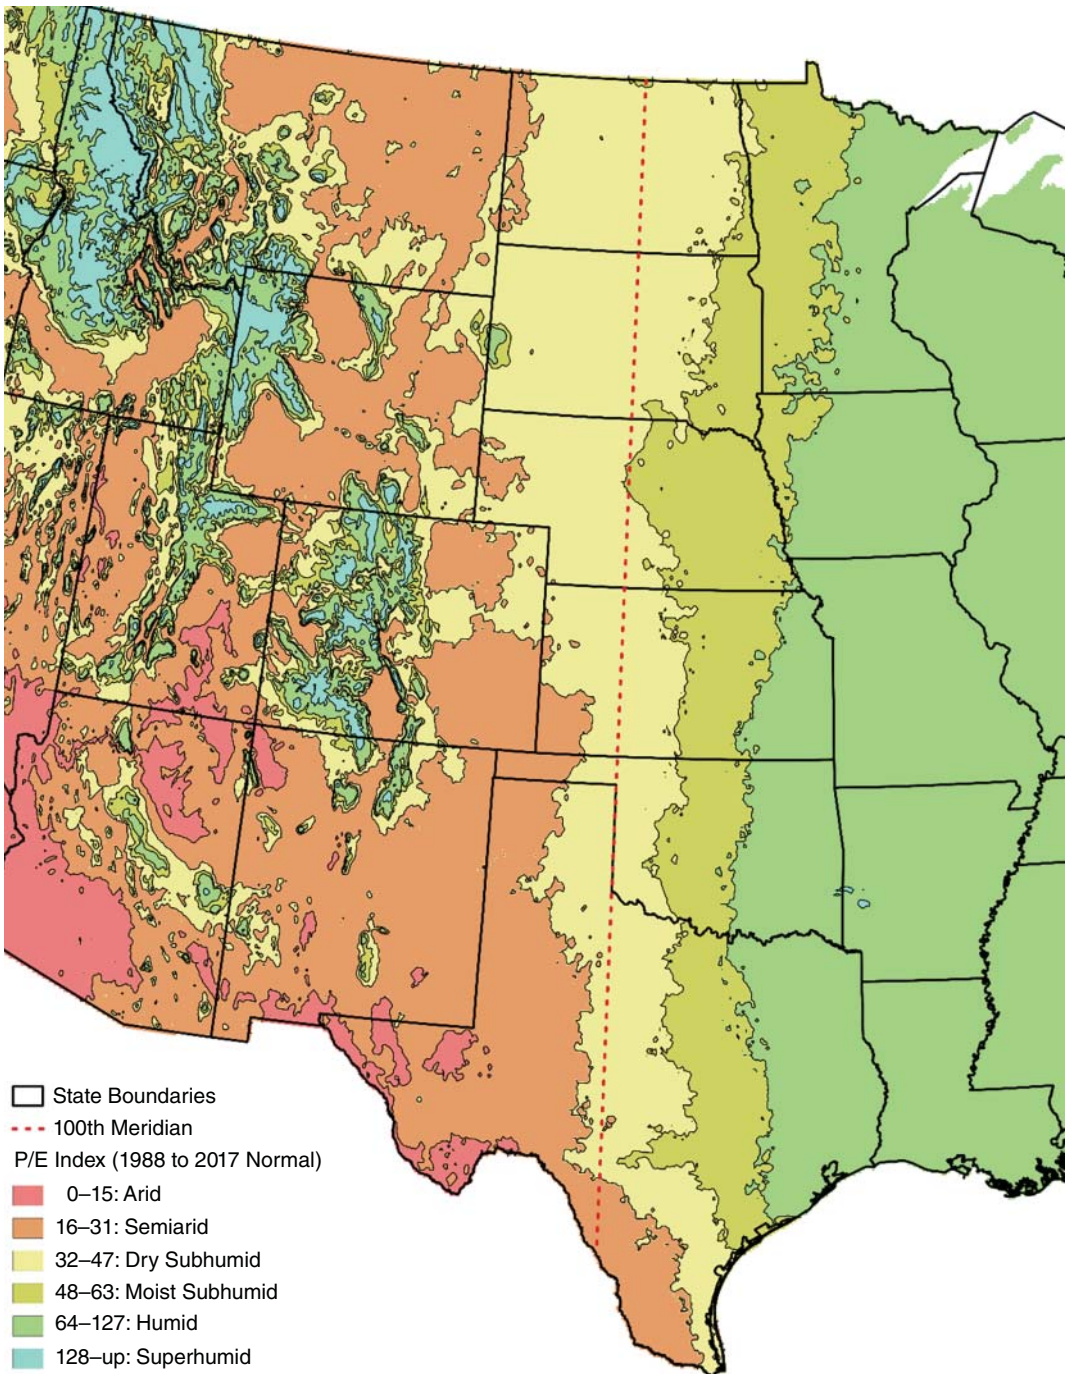 State Boundaries
100th Meridian
P/E Index (1988 to 2017 Normal)
0–15: Arid
16–31: Semiarid
32–47: Dry Subhumid
48–63: Moist Subhumid
64–127: Humid
128–up: Superhumid